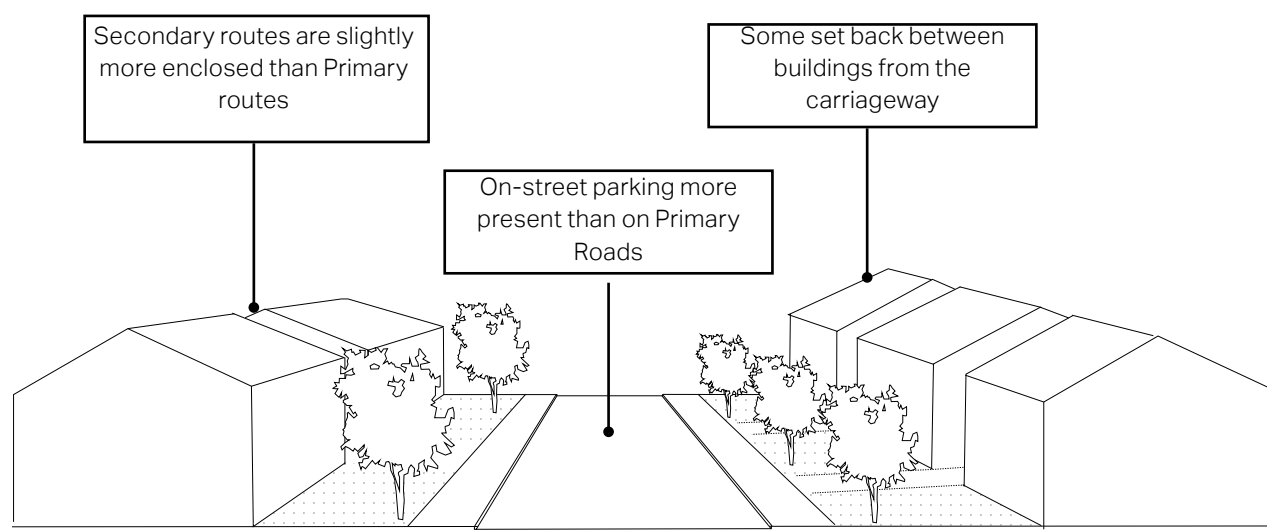 Secondary routes are slightly
more enclosed than Primary
routes
Some set back between
buildings from the
carriageway
On-street parking more
present than on Primary
Roads